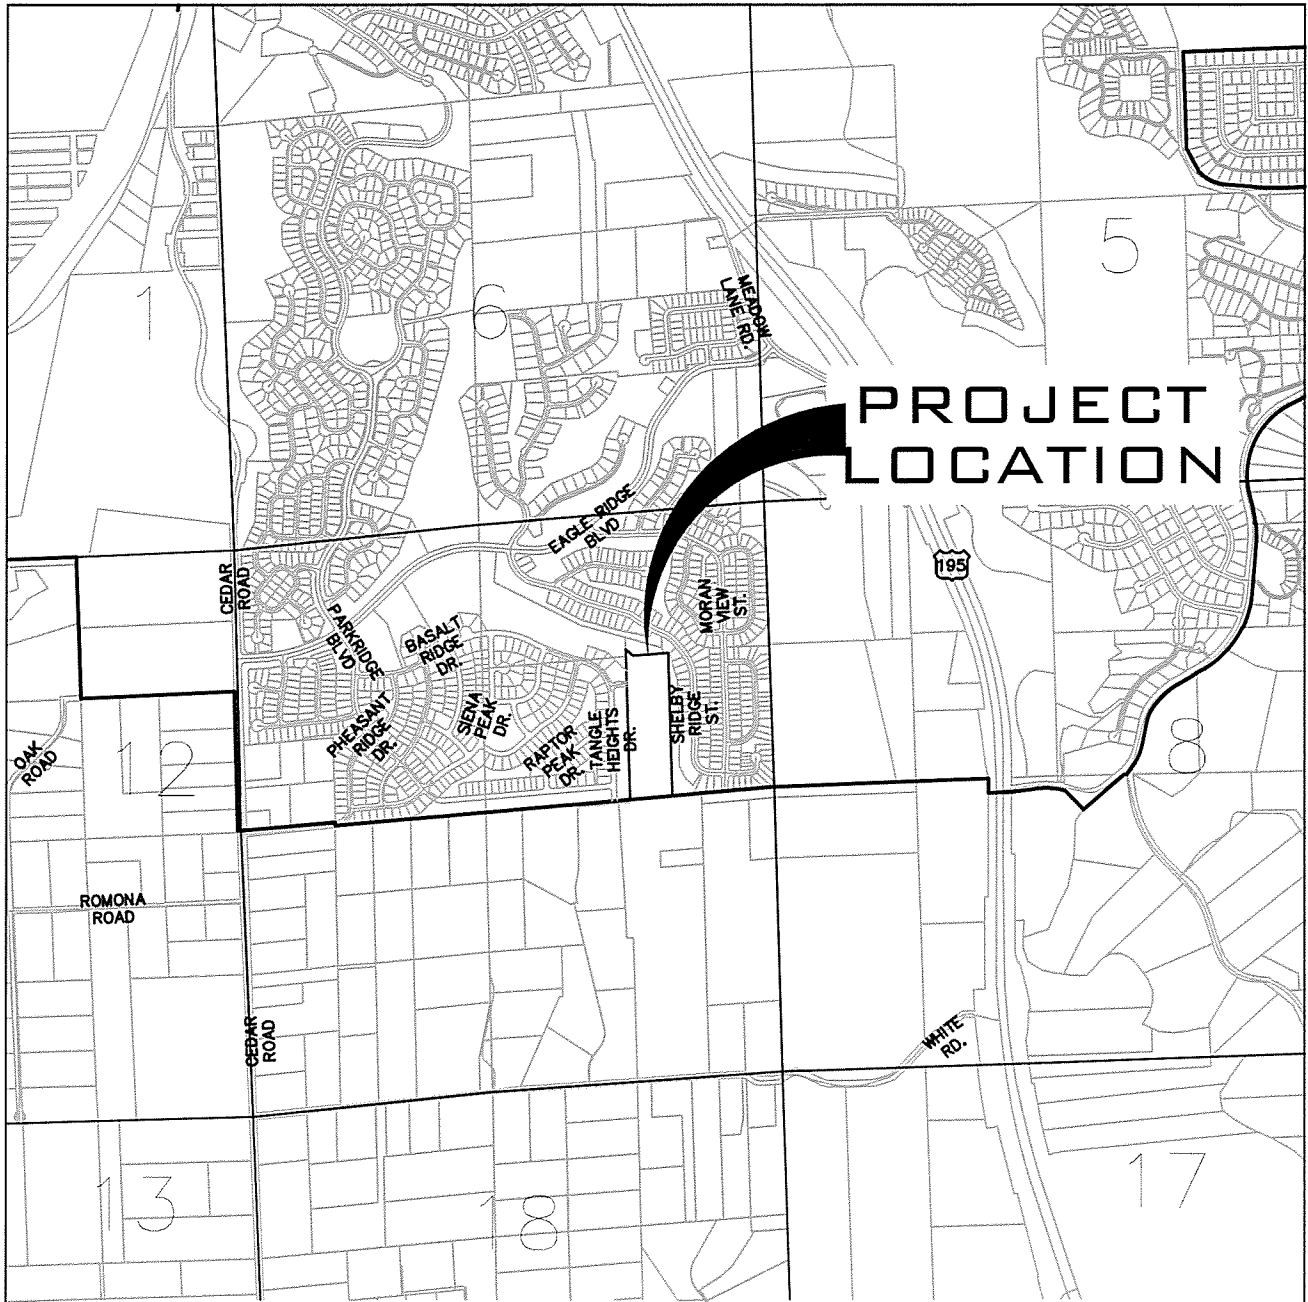 1
6
5
MEADOW
LANE RD.
PROJECT
LOCATION
EAGLE RIDGE
BLVD
195
CEDAR
ROAD
PARKRIDGE
BLVD
BASALT
RIDGE
DR.
MORAN
VIEW
ST.
PHEASANT
RIDGE
DR.
SIENA
PEAK
DR.
RAPTOR
PEAK
DR.
TANGLE
HEIGHTS
DR.
SHELBY
RIDGE
ST.
OAK
ROAD
12
8
ROMONA
ROAD
CEDAR
ROAD
WHITE
RD.
13
18
17